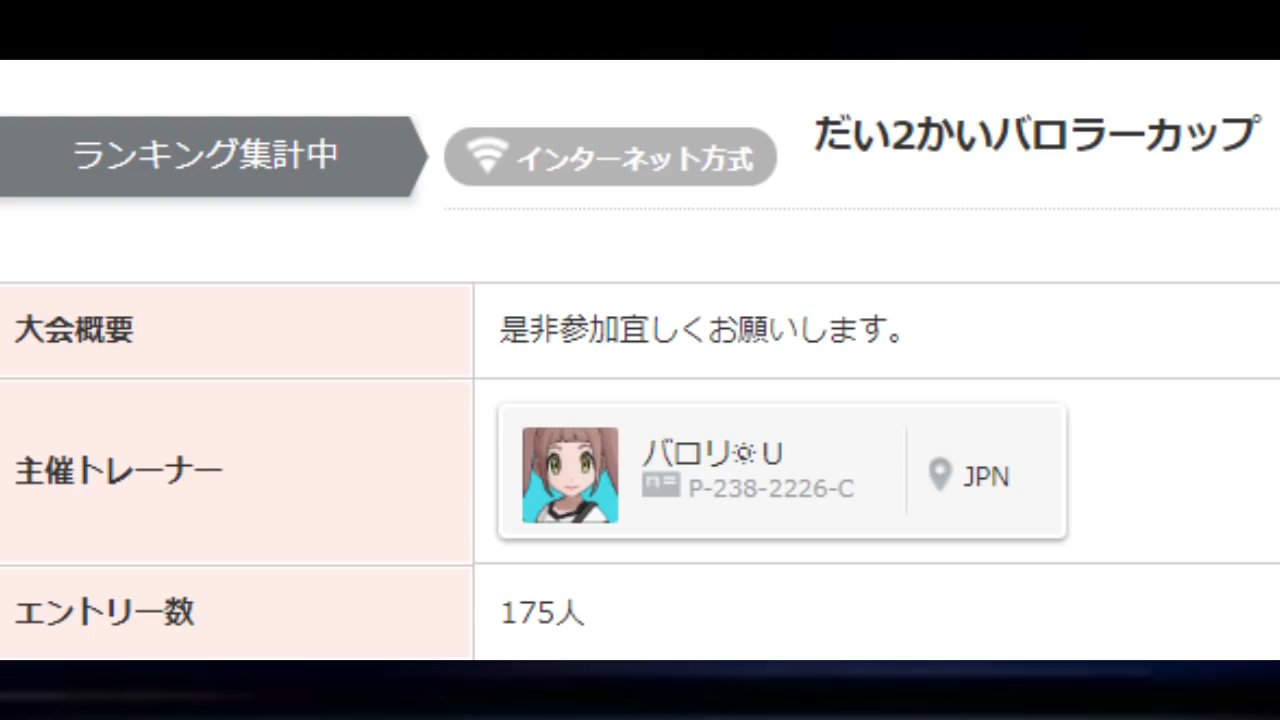 ランキング集計中
インターネット方式
だい2かいバロラーカップ
大会概要
是非参加宜しくお願いします。
主催トレーナー
バロリ☼U
P-238-2226-C
JPN
エントリー数
175人